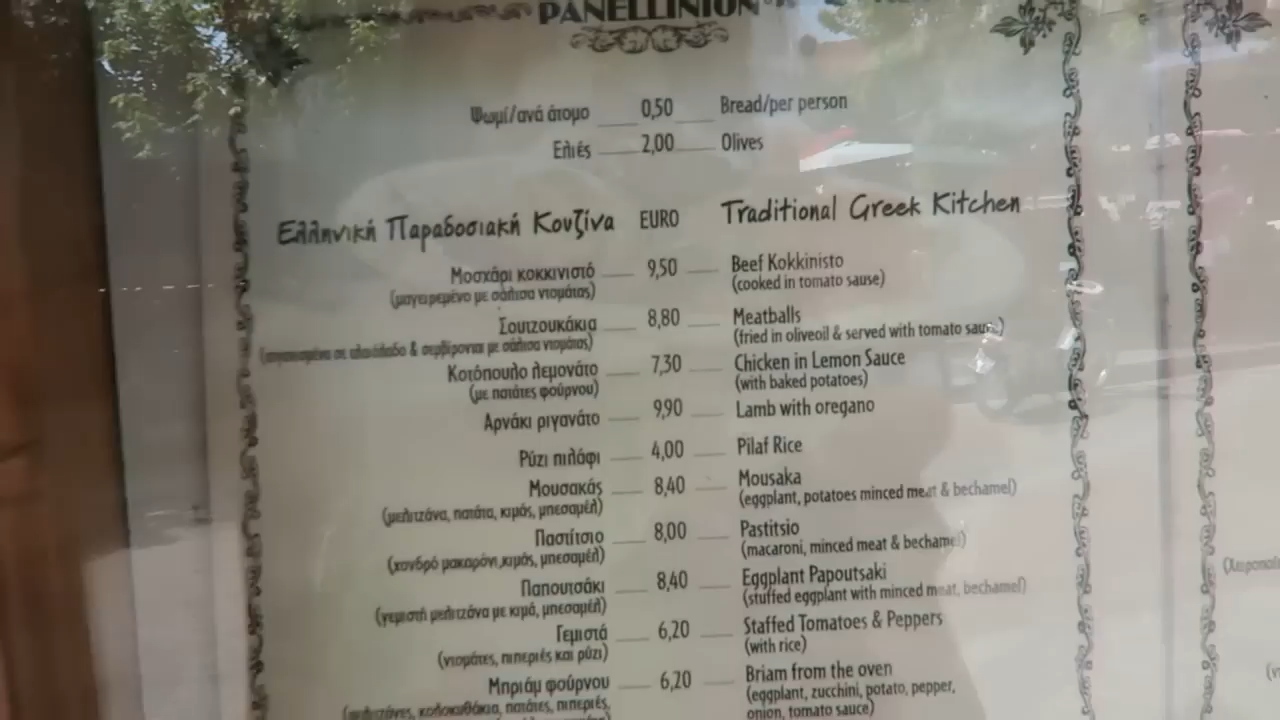 PANELLINION
Ψωμί/ανά άτομο 0,50 Bread/per person
Ελιές 2,00 Olives
Ελληνική Παραδοσιακή Κουζίνα EURO Traditional Greek Kitchen
Μοσχάρι κοκκινιστό 9,50 Beef Kokkinisto
(μαγειρεμένο με σάλτσα ντομάτας) (cooked in tomato sause)
Σουτζουκάκια 8,80 Meatballs
σε ελαιόλαδο & σερβίρονται με σάλτσα ντομάτας) (fried in oliveoil & served with tomato
Κοτόπουλο λεμονάτο 7,30 Chicken in Lemon Sauce
(με πατάτες φούρνου) (with baked potatoes)
Αρνάκι ριγανάτο 9,90 Lamb with oregano
Ρύζι πιλάφι 4,00 Pilaf Rice
Μουσακάς 8,40 Mousaka
(μελιτζάνα, πατάτα, κιμάς, μπεσαμέλ) (eggplant, potatoes minced meat & bechamel)
Παστίτσιο 8,00 Pastitsio
(χονδρό μακαρόνι,κιμάς, μπεσαμέλ) (macaroni, minced meat & bechamel)
Παπουτσάκι 8,40 Eggplant Papoutsaki
(γεμιστή μελιτζάνα με κιμά, μπεσαμέλ) (stuffed eggplant with minced meat, bechamel)
Γεμιστά 6,20 Staffed Tomatoes & Peppers
(ντομάτες, πιπεριές και ρύζι) (with rice)
Μπριάμ φούρνου 6,20 Briam from the oven
(μελιτζάνες, κολοκυθάκια, πατάτες, πιπεριές, (eggplant, zucchini, potato, pepper,
onion, tomato sauce)